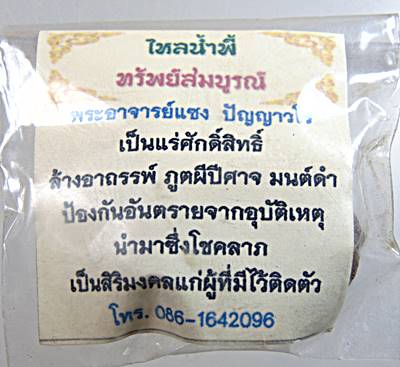 ไหลน้ำพี้
ทรัพย์สมบูรณ์
พระอาจารย์แซง ปัญญาวโร
เป็นแร่ศักดิ์สิทธิ์
ล้างอาถรรพ์ ภูตผีปีศาจ มนต์ดำ
ป้องกันอันตรายจากอุบัติเหตุ
นำมาซึ่งโชคลาภ
เป็นสิริมงคลแก่ผู้ที่มีไว้ติดตัว
โทร. 086-1642096